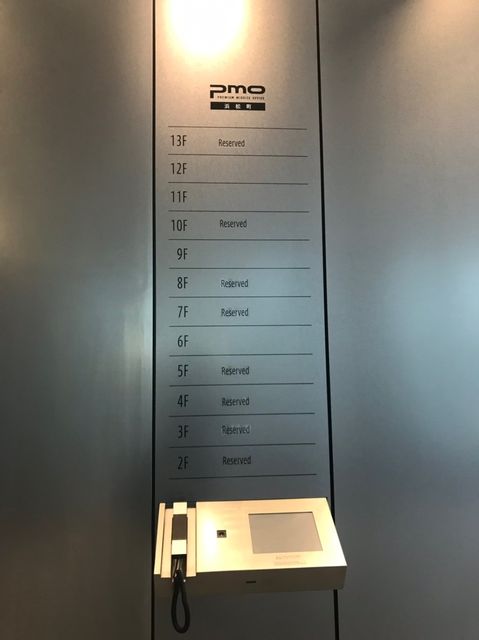 pmo
PREMIUM MIDSIZE OFFICE
浜松町
13F Reserved
12F
11F
10F Reserved
9F
8F Reserved
7F Reserved
6F
5F Reserved
4F Reserved
3F Reserved
2F Reserved